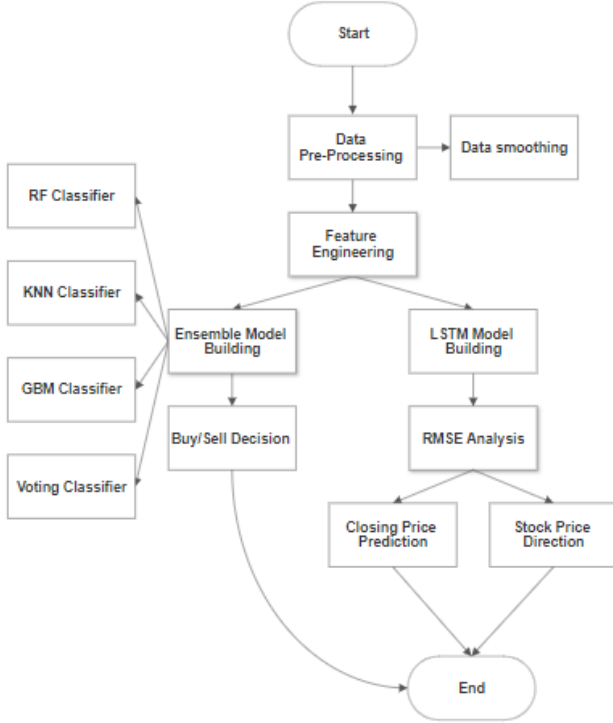 Start
Data
Pre-Processing
Data smoothing
RF Classifier
Feature
Engineering
KNN Classifier
Ensemble Model
Building
LSTM Model
Building
GBM Classifier
Buy/Sell Decision
RMSE Analysis
Voting Classifier
Closing Price
Prediction
Stock Price
Direction
End